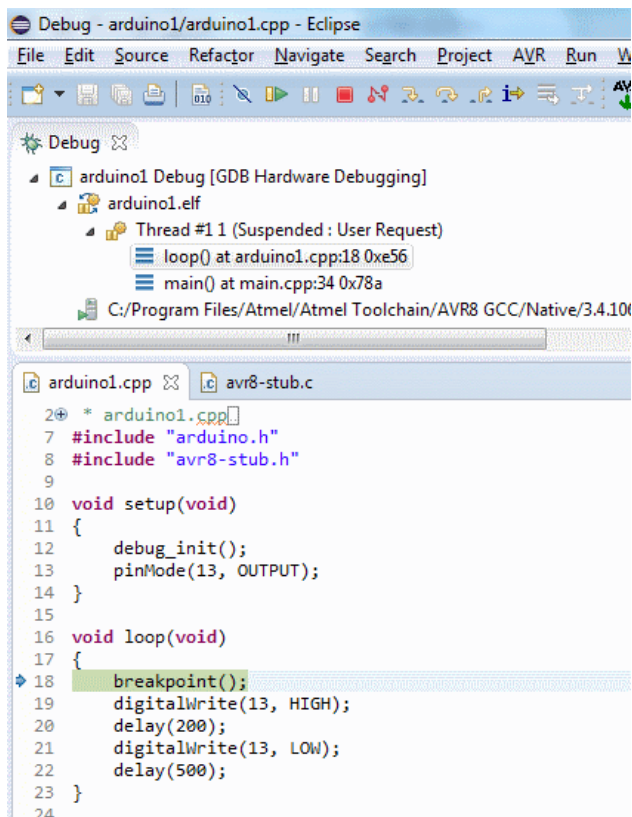 Debug - arduino1/arduino1.cpp - Eclipse
File Edit Source Refactor Navigate Search Project AVR Run
010
Debug
arduino1 Debug [GDB Hardware Debugging]
arduino1.elf
Thread #1 1 (Suspended : User Request)
loop() at arduino1.cpp:18 0xe56
main() at main.cpp:34 0x78a
C:/Program Files/Atmel/Atmel Toolchain/AVR8 GCC/Native/3.4.106
arduino1.cpp avr8-stub.c
2 * arduino1.cpp
7 #include "arduino.h"
8 #include "avr8-stub.h"
9
10 void setup(void)
11 {
12 debug_init();
13 pinMode(13, OUTPUT);
14 }
15
16 void loop(void)
17 {
18 breakpoint();
19 digitalWrite(13, HIGH);
20 delay(200);
21 digitalWrite(13, LOW);
22 delay(500);
23 }
24